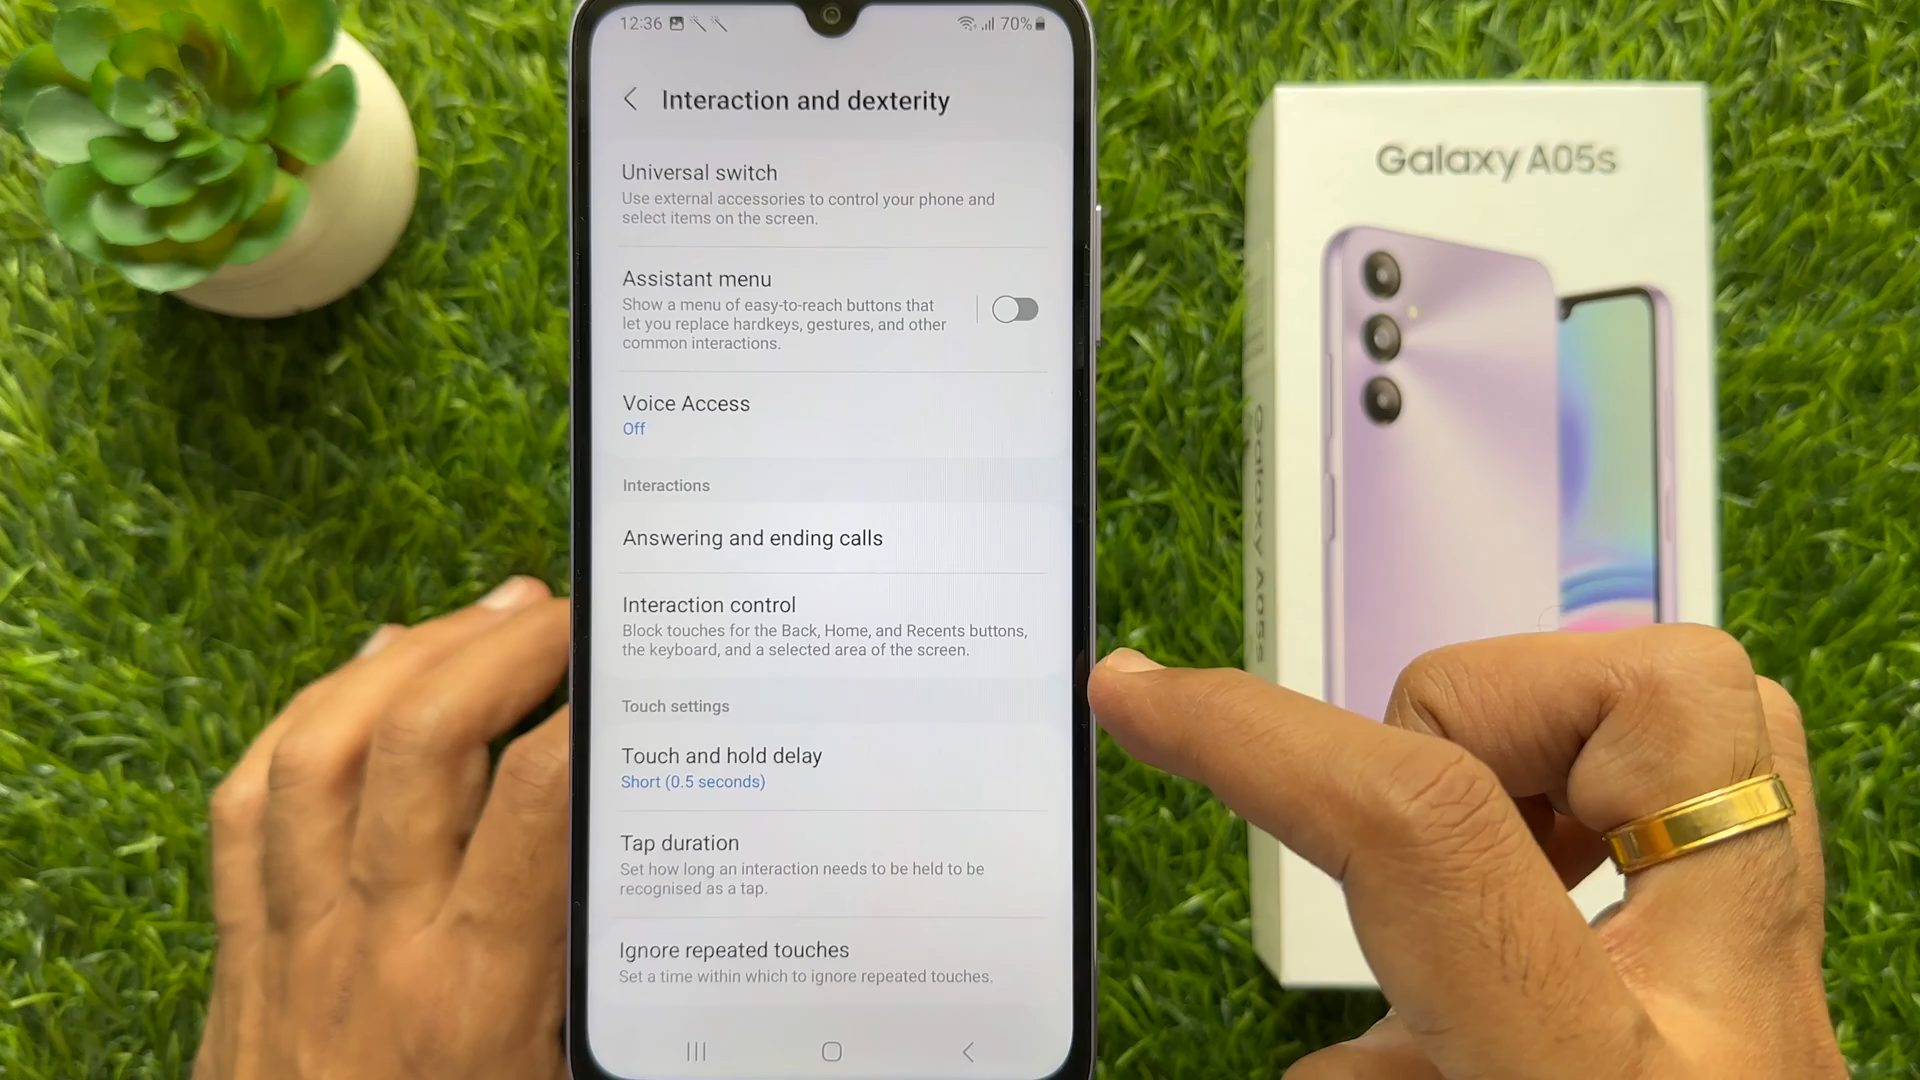 12:36
70%
Interaction and dexterity
Universal switch
Use external accessories to control your phone and
select items on the screen.
Assistant menu
Show a menu of easy-to-reach buttons that
let you replace hardkeys, gestures, and other
common interactions.
Voice Access
Off
Interactions
Answering and ending calls
Interaction control
Block touches for the Back, Home, and Recents buttons,
the keyboard, and a selected area of the screen.
Touch settings
Touch and hold delay
Short (0.5 seconds)
Tap duration
Set how long an interaction needs to be held to be
recognised as a tap.
Ignore repeated touches
Set a time within which to ignore repeated touches.
Galaxy A05s
Galaxy A05s